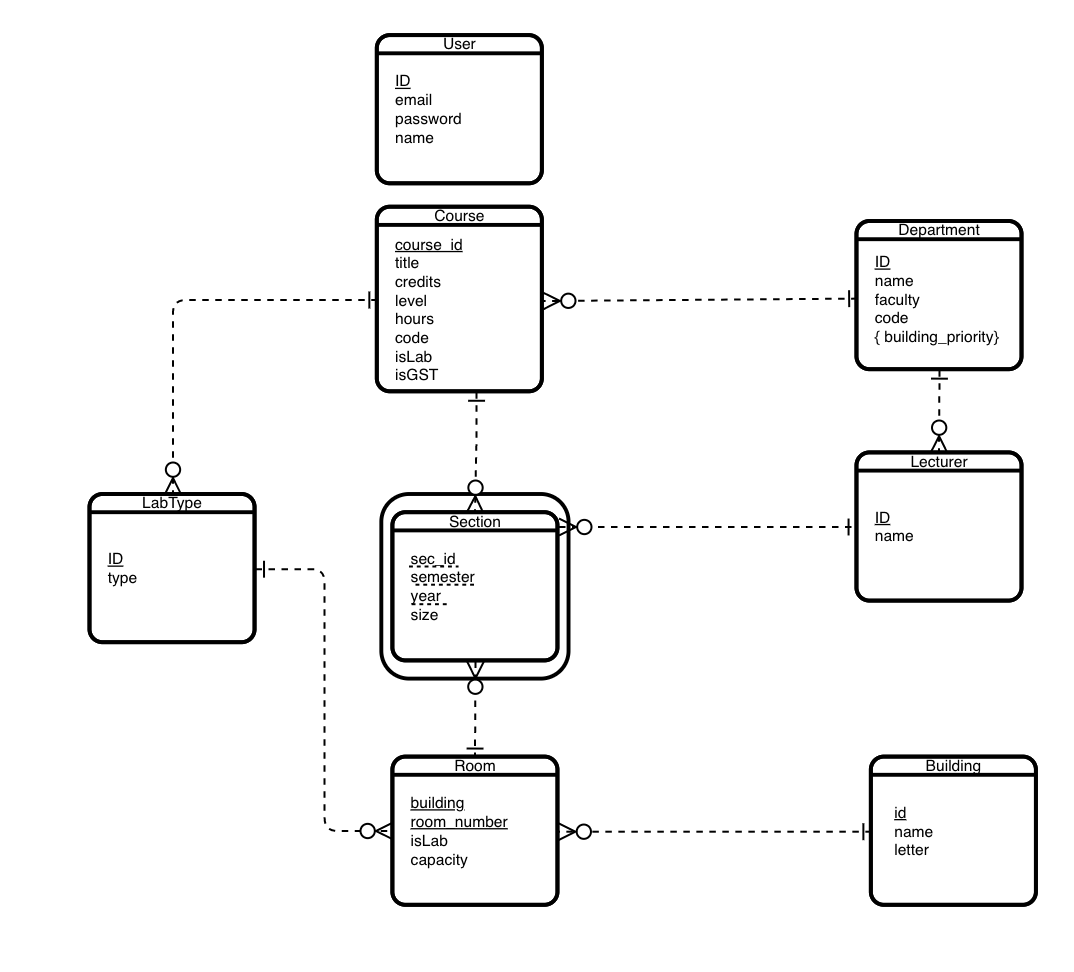 User
ID
email
password
name
Course
course_id
title
credits
level
hours
code
isLab
isGST
Department
ID
name
faculty
code
{ building_priority}
Lecturer
ID
name
LabType
ID
type
Section
sec_id
semester
year
size
Room
building
room_number
isLab
capacity
Building
id
name
letter